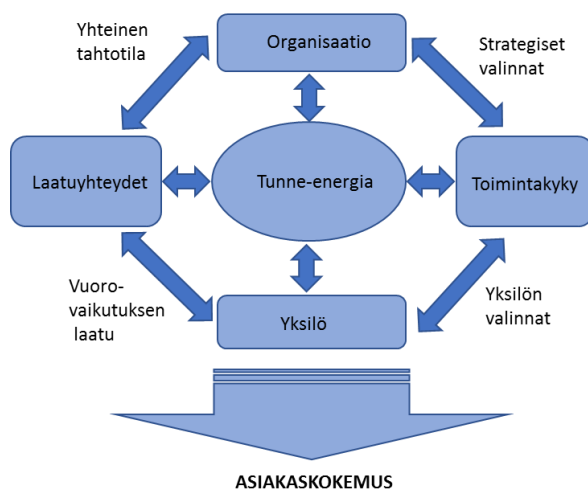 Yhteinen
tahtotila
Organisaatio
Strategiset
valinnat
Laatuyhteydet
Tunne-energia
Toimintakyky
Vuoro-
vaikutuksen
laatu
Yksilö
Yksilön
valinnat
ASIAKASKOKEMUS